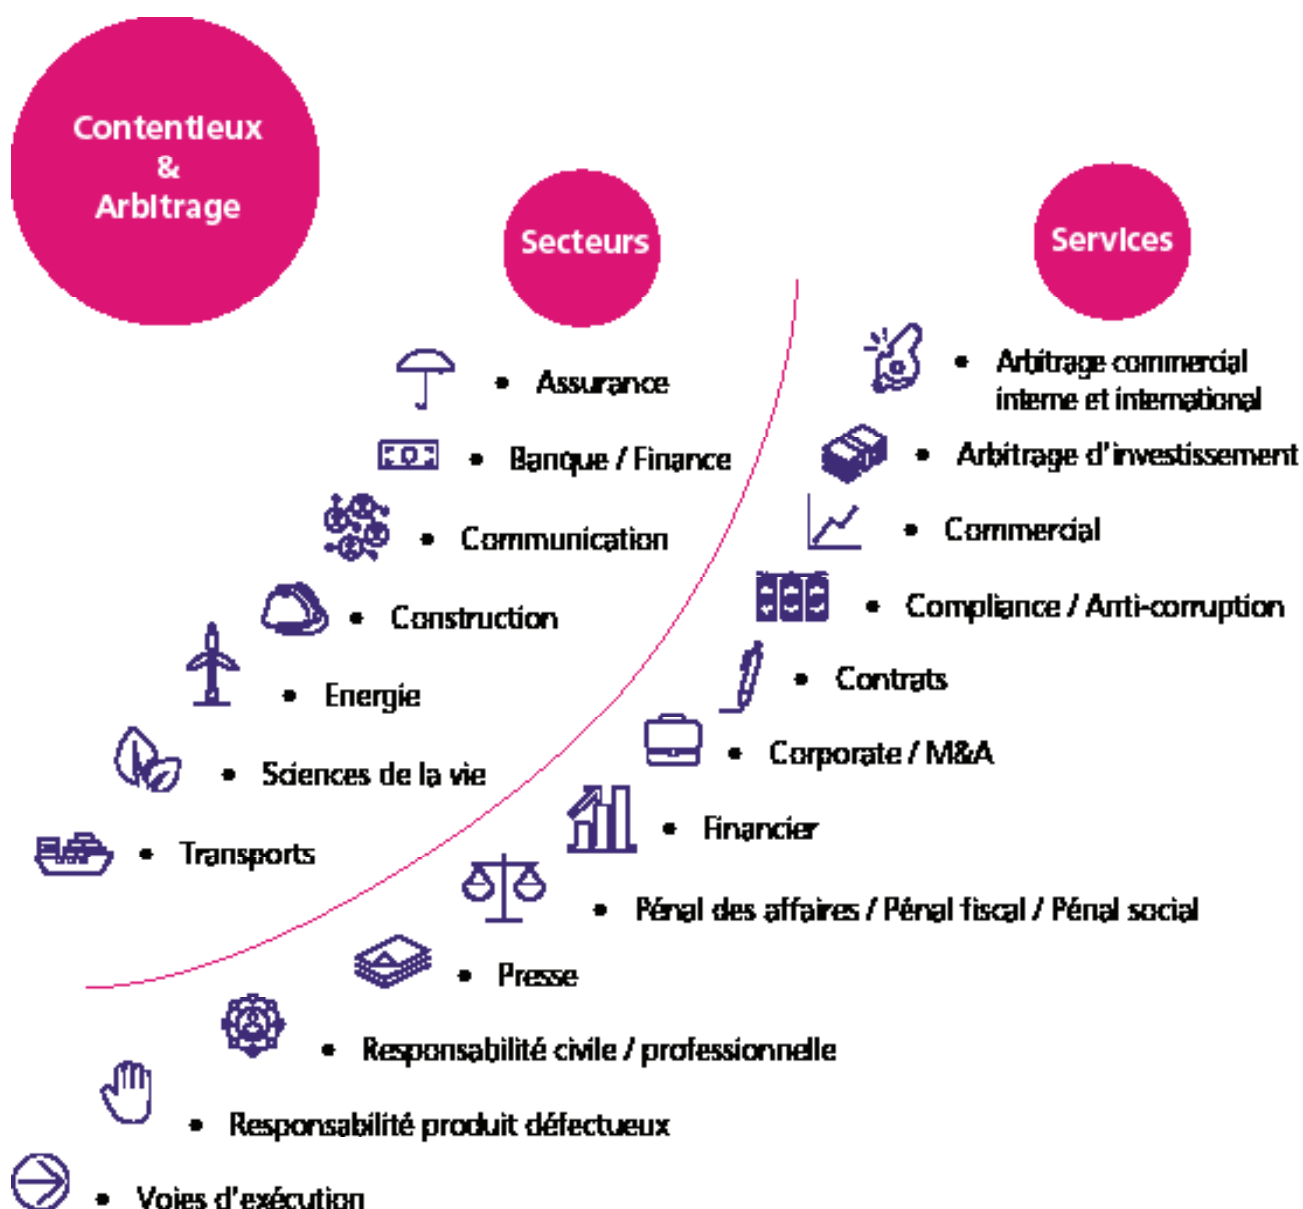 Contentieux
&
Arbitrage
Secteurs
• Assurance
• Banque / Finance
• Communication
• Construction
• Energie
• Sciences de la vie
• Transports
Services
• Arbitrage commercial
interne et international
• Arbitrage d'investissement
• Commercial
• Compliance / Anti-corruption
• Contrats
• Corporate / M&A
• Financier
• Pénal des affaires / Pénal fiscal / Pénal social
• Presse
• Responsabilité civile / professionnelle
• Responsabilité produit défectueux
• Voies d'exécution